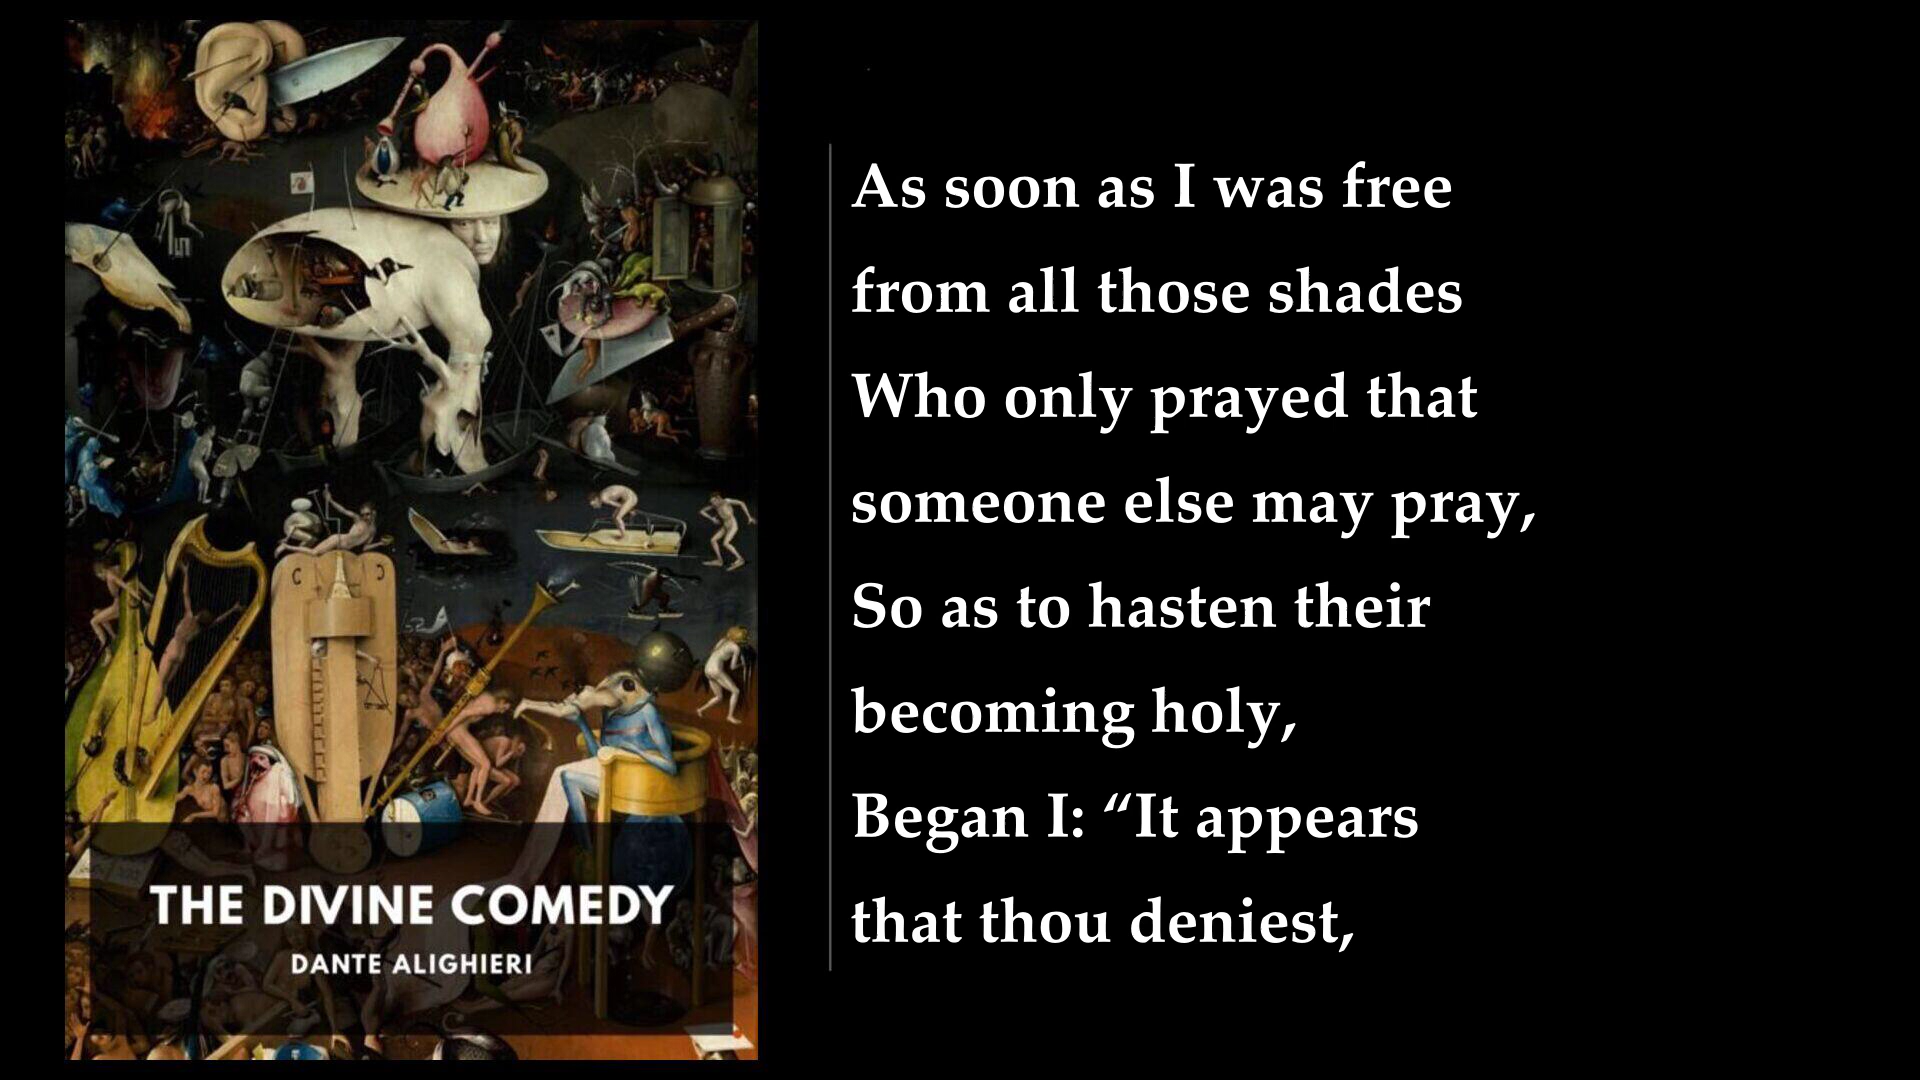 THE DIVINE COMEDY
DANTE ALIGHIERI
As soon as I was free
from all those shades
Who only prayed that
someone else may pray,
So as to hasten their
becoming holy,
Began I: “It appears
that thou deniest,